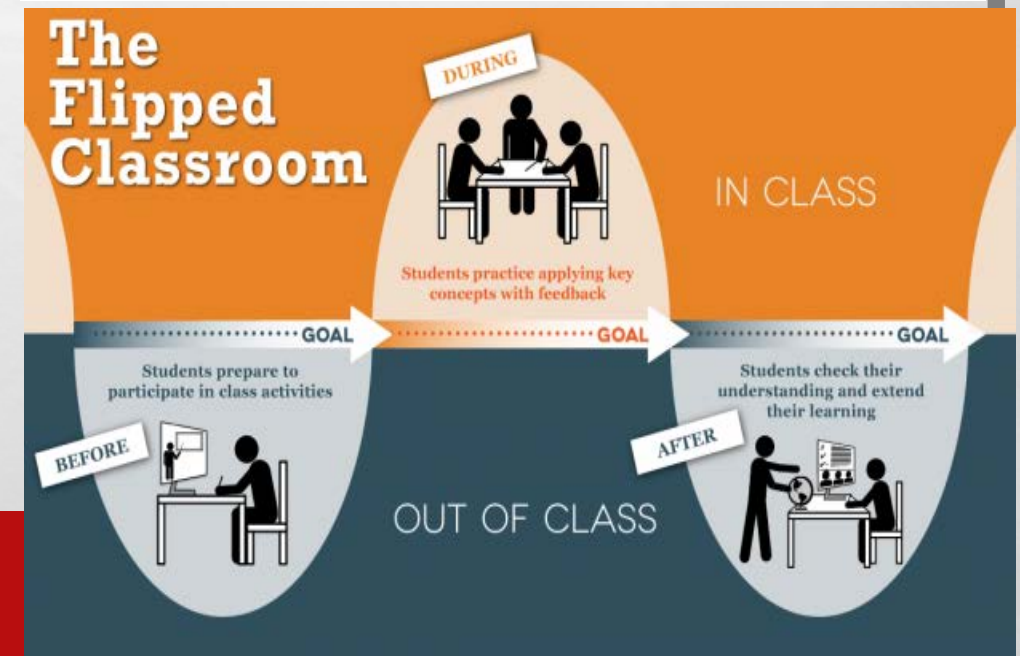 The
Flipped
Classroom
DURING
IN CLASS
Students practice applying key
concepts with feedback
GOAL
GOAL
GOAL
Students prepare to
participate in class activities
BEFORE
OUT OF CLASS
Students check their
understanding and extend
their learning
AFTER